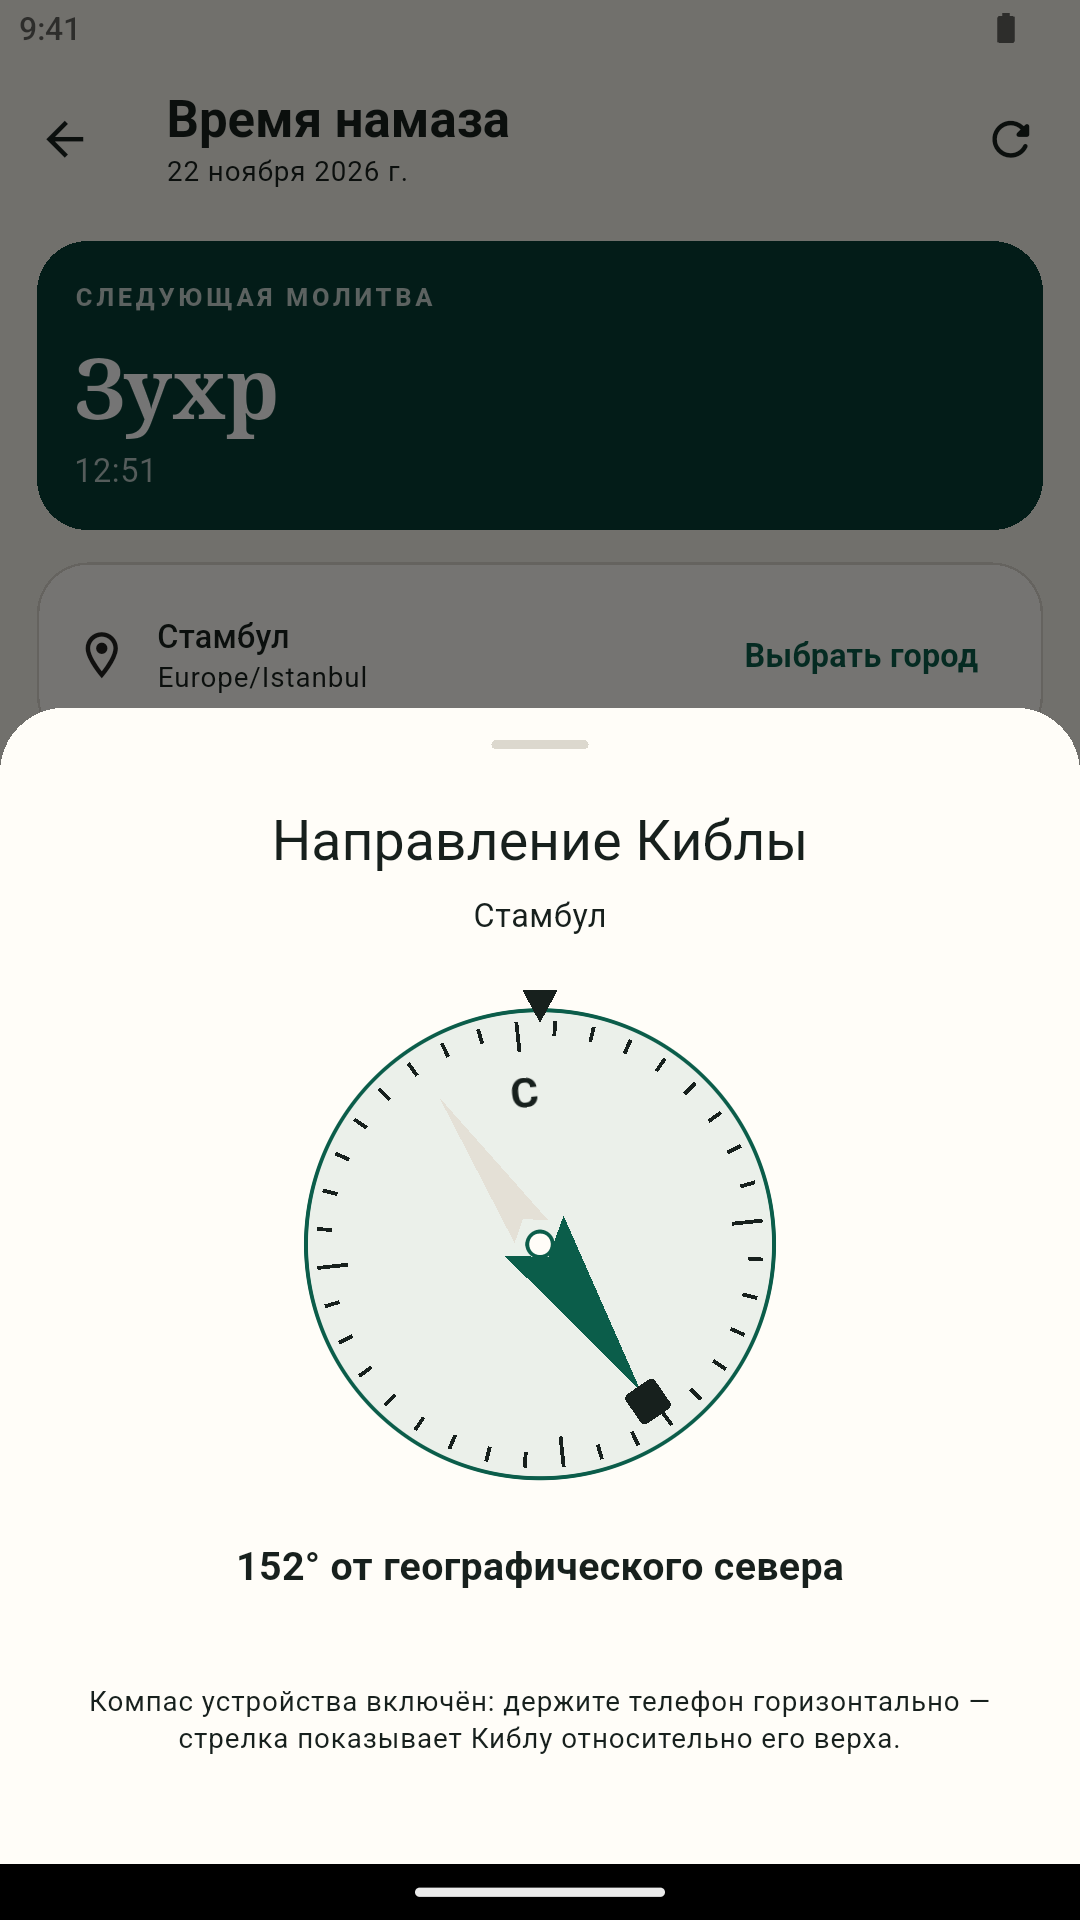 9:41
Время намаза
22 ноября 2026 г.
СЛЕДУЮЩАЯ МОЛИТВА
Зухр
12:51
Стамбул
Europe/Istanbul
Выбрать город
Направление Киблы
Стамбул
С
152° от географического севера
Компас устройства включён: держите телефон горизонтально —
стрелка показывает Киблу относительно его верха.